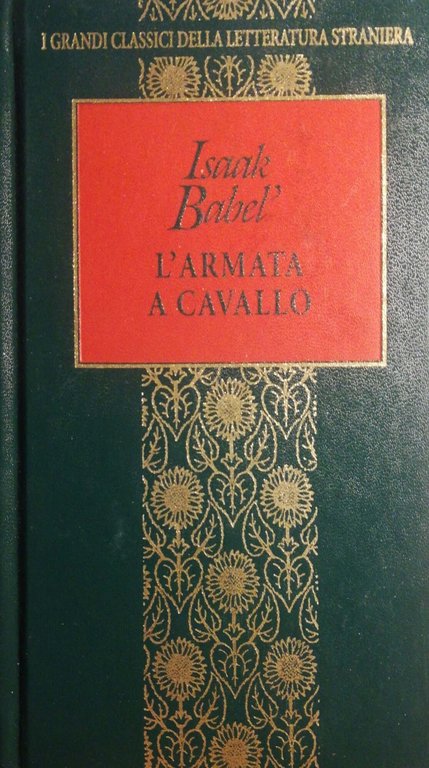 I GRANDI CLASSICI DELLA LETTERATURA STRANIERA
Isaak
Babel'
L'ARMATA
A CAVALLO